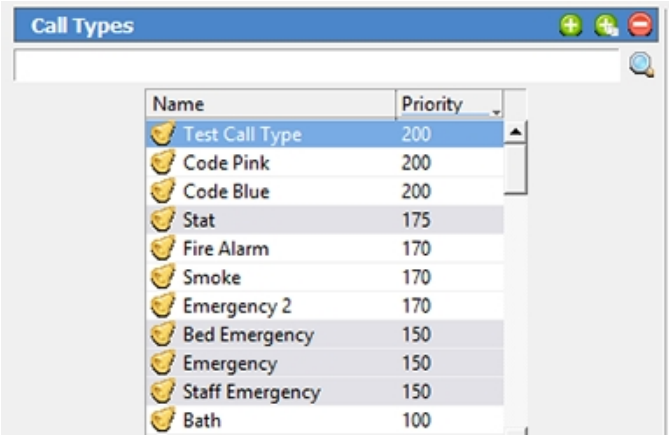 Call Types
Name Priority
Test Call Type 200
Code Pink 200
Code Blue 200
Stat 175
Fire Alarm 170
Smoke 170
Emergency 2 170
Bed Emergency 150
Emergency 150
Staff Emergency 150
Bath 100